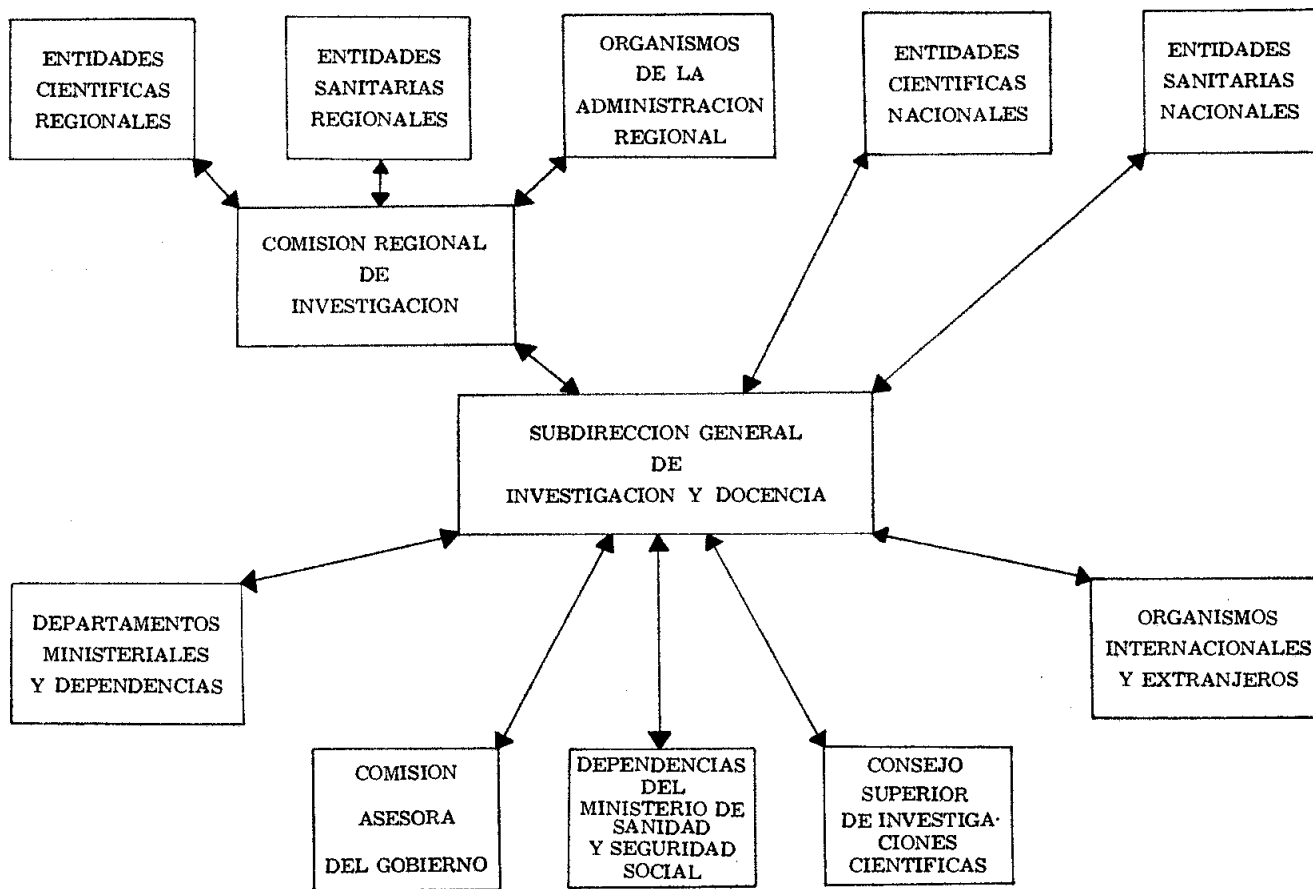 ENTIDADES
CIENTIFICAS
REGIONALES
ENTIDADES
SANITARIAS
REGIONALES
ORGANISMOS
DE LA
ADMINISTRACION
REGIONAL
ENTIDADES
CIENTIFICAS
NACIONALES
ENTIDADES
SANITARIAS
NACIONALES
COMISION REGIONAL
DE
INVESTIGACION
SUBDIRECCION GENERAL
DE
INVESTIGACION Y DOCENCIA
DEPARTAMENTOS
MINISTERIALES
Y DEPENDENCIAS
ORGANISMOS
INTERNACIONALES
Y EXTRANJEROS
COMISION
ASESORA
DEL GOBIERNO
DEPENDENCIAS
DEL
MINISTERIO DE
SANIDAD
Y SEGURIDAD
SOCIAL
CONSEJO
SUPERIOR
DE INVESTIGA-
CIONES
CIENTIFICAS